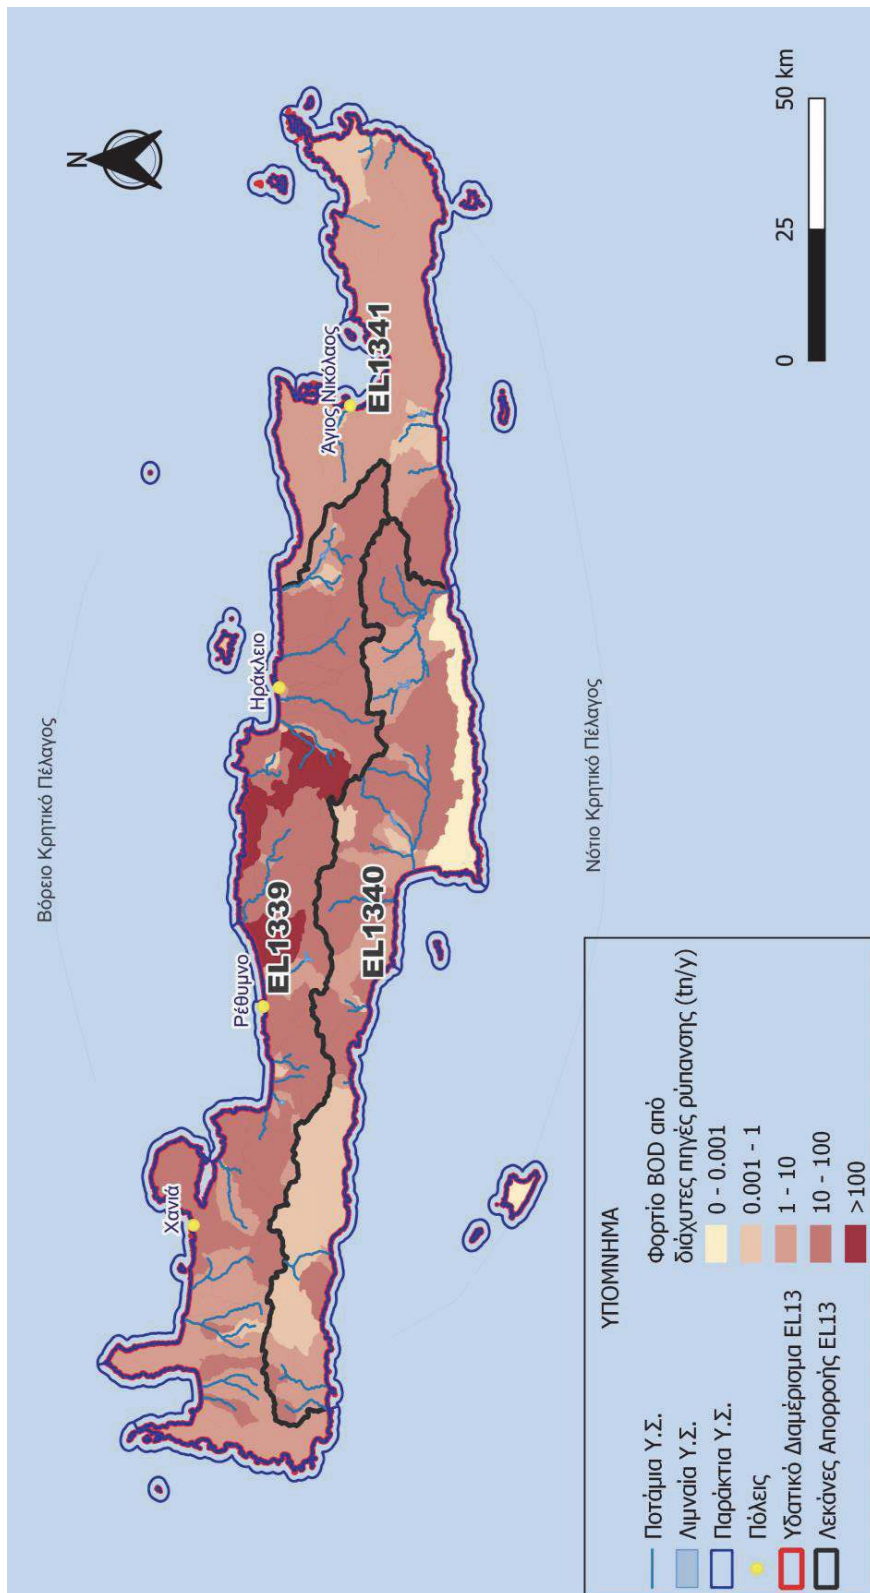 N
Βόρειο Κρητικό Πέλαγος
Χανιά
Ρέθυμνο
Ηράκλειο
Άγιος Νικόλαος
EL1339
EL1340
EL1341
Νότιο Κρητικό Πέλαγος
0 25 50 km
ΥΠΟΜΝΗΜΑ
Ποτάμια Υ.Σ.
Λιμναία Υ.Σ.
Παράκτια Υ.Σ.
Πόλεις
Υδατικό Διαμέρισμα EL13
Λεκάνες Απορροής EL13
Φορτίο BOD από
διάχυτες πηγές ρύπανσης (tn/y)
0 - 0.001
0.001 - 1
1 - 10
10 - 100
>100